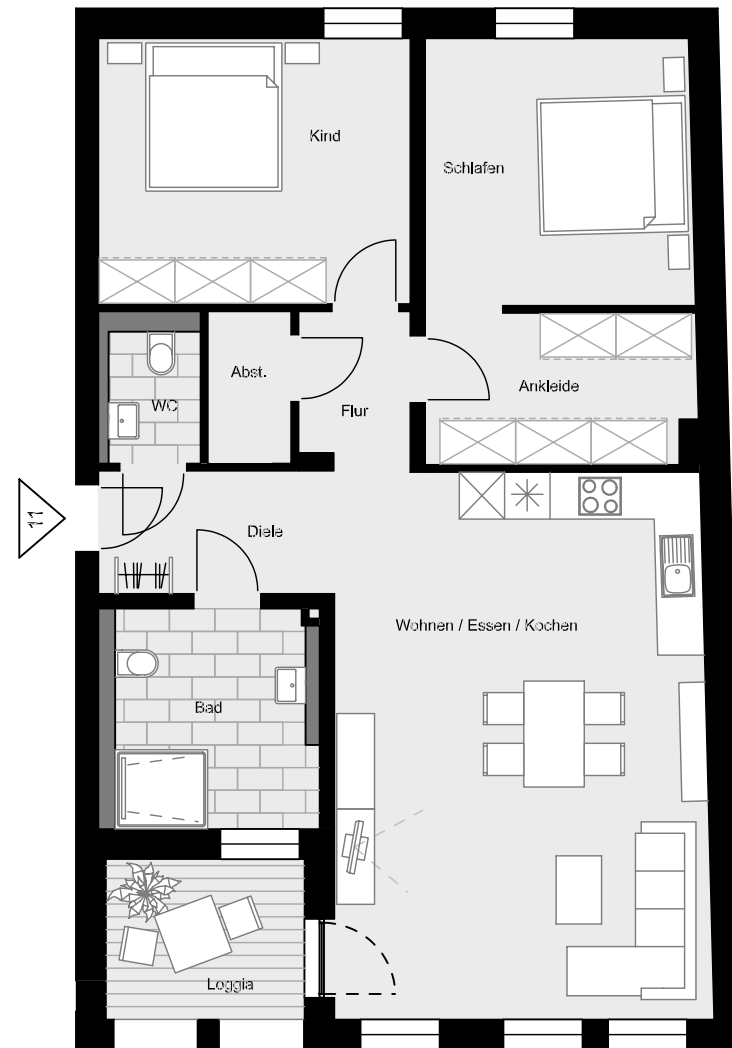 Kind
Schlafen
Abst.
WC
Flur
Ankleide
11
Diele
Wohnen / Essen / Kochen
Bad
Loggia